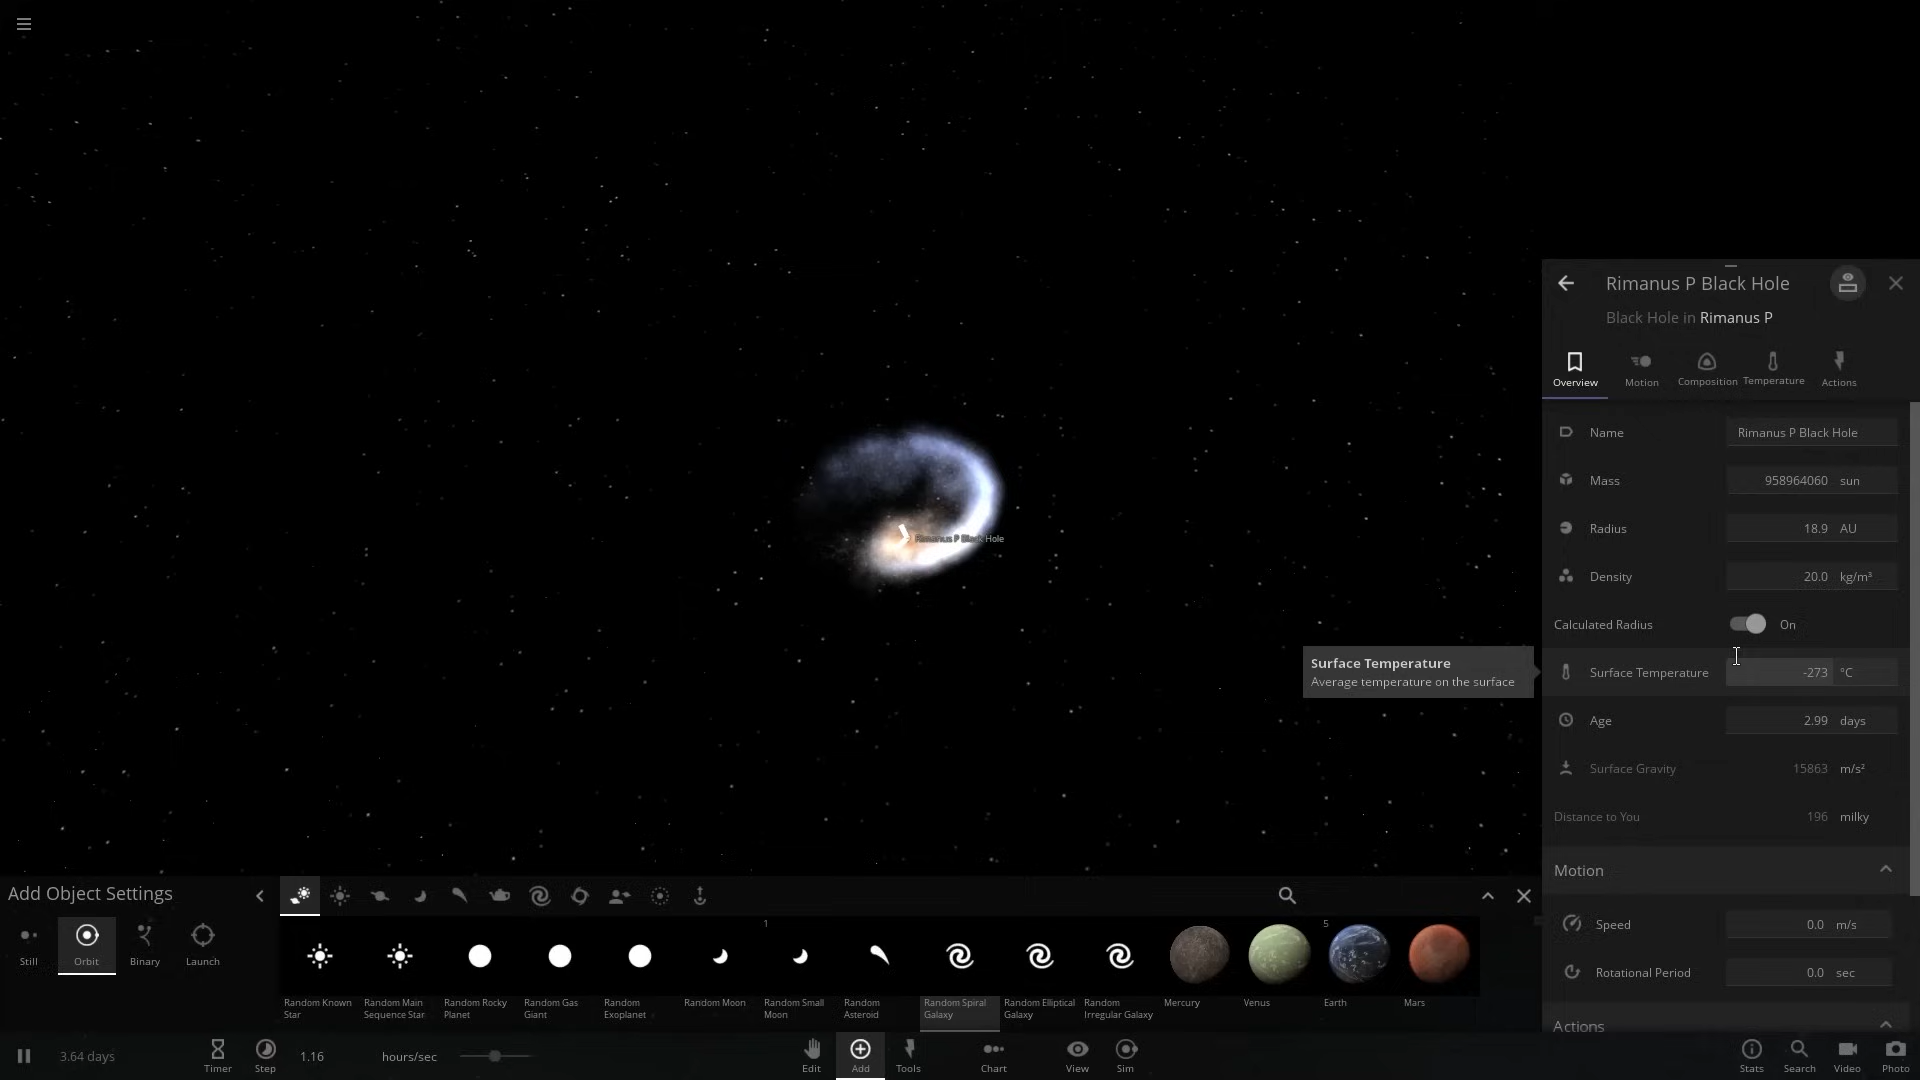 Rimanus P Black Hole
Rimanus P Black Hole
Black Hole in Rimanus P
Overview
Motion
Composition
Temperature
Actions
Name Rimanus P Black Hole
Mass 958964060 sun
Radius 18.9 AU
Density 20.0 kg/m³
Calculated Radius On
Surface Temperature
Average temperature on the surface
Surface Temperature -273 °C
Age 2.99 days
Surface Gravity 15863 m/s²
Distance to You 196 milky
Motion
Speed 0.0 m/s
Rotational Period 0.0 sec
Actions
Add Object Settings
Still
Orbit
Binary
Launch
1
5
Random Known
Star
Random Main
Sequence Star
Random Rocky
Planet
Random Gas
Giant
Random
Exoplanet
Random Moon
Random Small
Moon
Random
Asteroid
Random Spiral
Galaxy
Random Elliptical
Galaxy
Random
Irregular Galaxy
Mercury
Venus
Earth
Mars
3.64 days
Timer
Step
1.16 hours/sec
Edit
Add
Tools
Chart
View
Sim
Stats
Search
Video
Photo